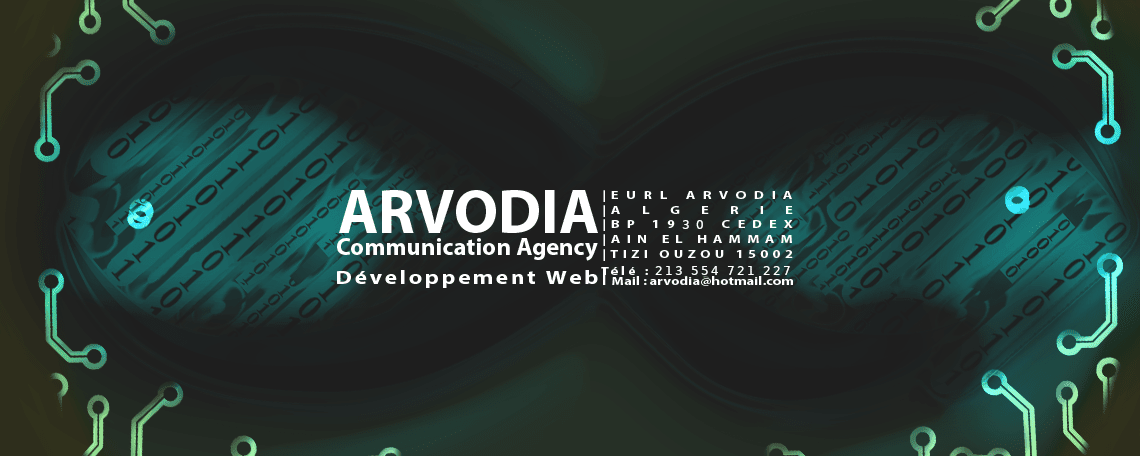 ARVODIA
Communication Agency
Développement Web
|EURL ARVODIA
|ALGERIE
|BP 1930 CEDEX
|AIN EL HAMMAM
|TIZI OUZOU 15002
|Télé : 213 554 721 227
|Mail : arvodia@hotmail.com